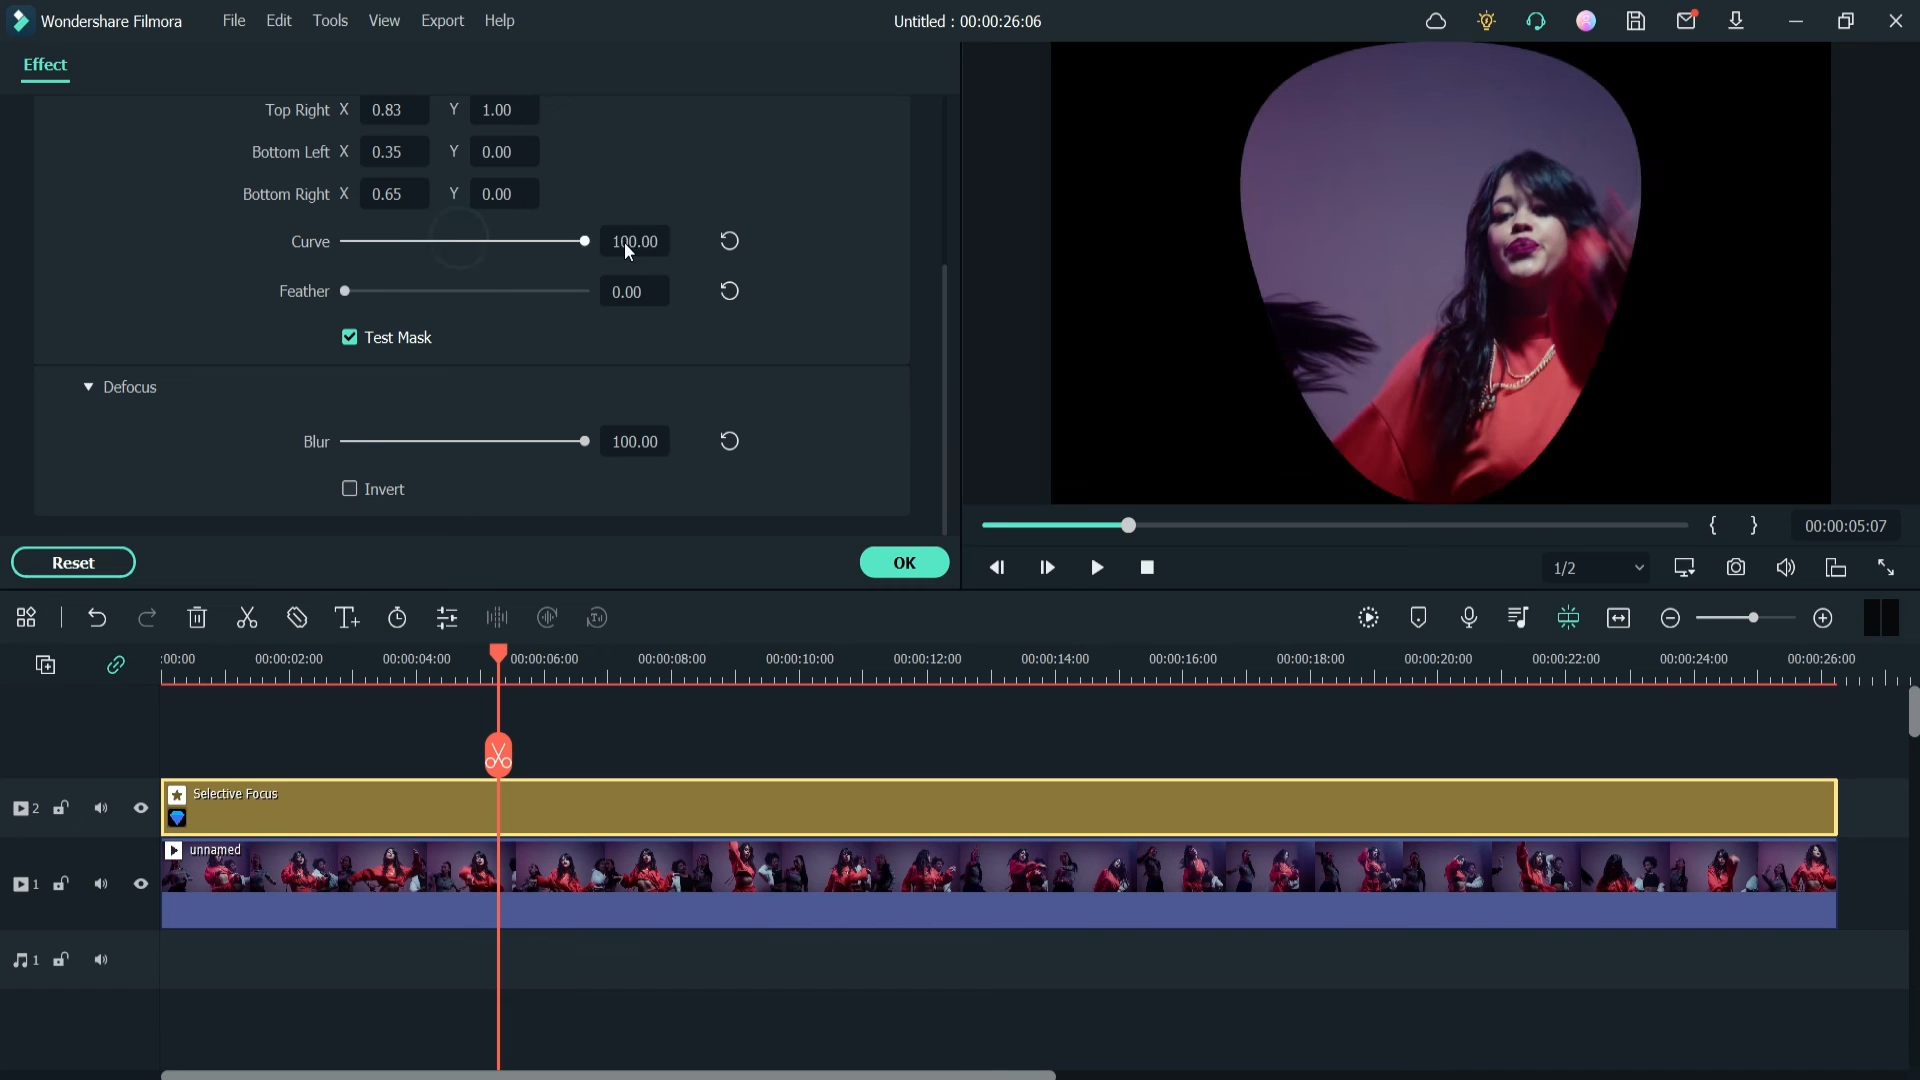 Wondershare Filmora File Edit Tools View Export Help Untitled : 00:00:26:06
Effect
Top Right X 0.83 Y 1.00
Bottom Left X 0.35 Y 0.00
Bottom Right X 0.65 Y 0.00
Curve 100.00
Feather 0.00
Test Mask
Defocus
Blur 100.00
Invert
{ } 00:00:05:07
Reset OK 1/2
:00:00 00:00:02:00 00:00:04:00 00:00:06:00 00:00:08:00 00:00:10:00 00:00:12:00 00:00:14:00 00:00:16:00 00:00:18:00 00:00:20:00 00:00:22:00 00:00:24:00 00:00:26:00
Selective Focus
2
unnamed
1
1